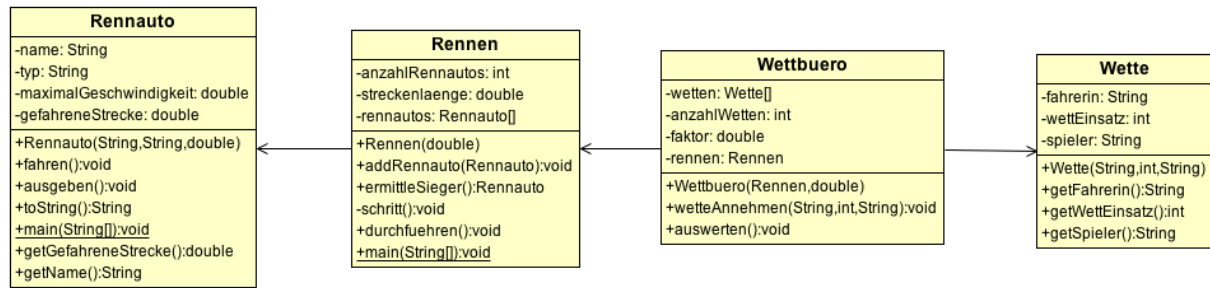 Rennauto
-name: String
-typ: String
-maximalGeschwindigkeit: double
-gefahreneStrecke: double
+Rennauto(String,String,double)
+fahren():void
+ausgeben():void
+toString():String
+main(String[]):void
+getGefahreneStrecke():double
+getName():String
Rennen
-anzahlRennautos: int
-streckenlaenge: double
-rennautos: Rennauto[]
+Rennen(double)
+addRennauto(Rennauto):void
+ermittleSieger():Rennauto
-schritt():void
+durchfuehren():void
+main(String[]):void
Wettbuero
-wetten: Wette[]
-anzahlWetten: int
-faktor: double
-rennen: Rennen
+Wettbuero(Rennen,double)
+wetteAnnehmen(String,int,String):void
+auswerten():void
Wette
-fahrerin: String
-wettEinsatz: int
-spieler: String
+Wette(String,int,String)
+getFahrerin():String
+getWettEinsatz():int
+getSpieler():String